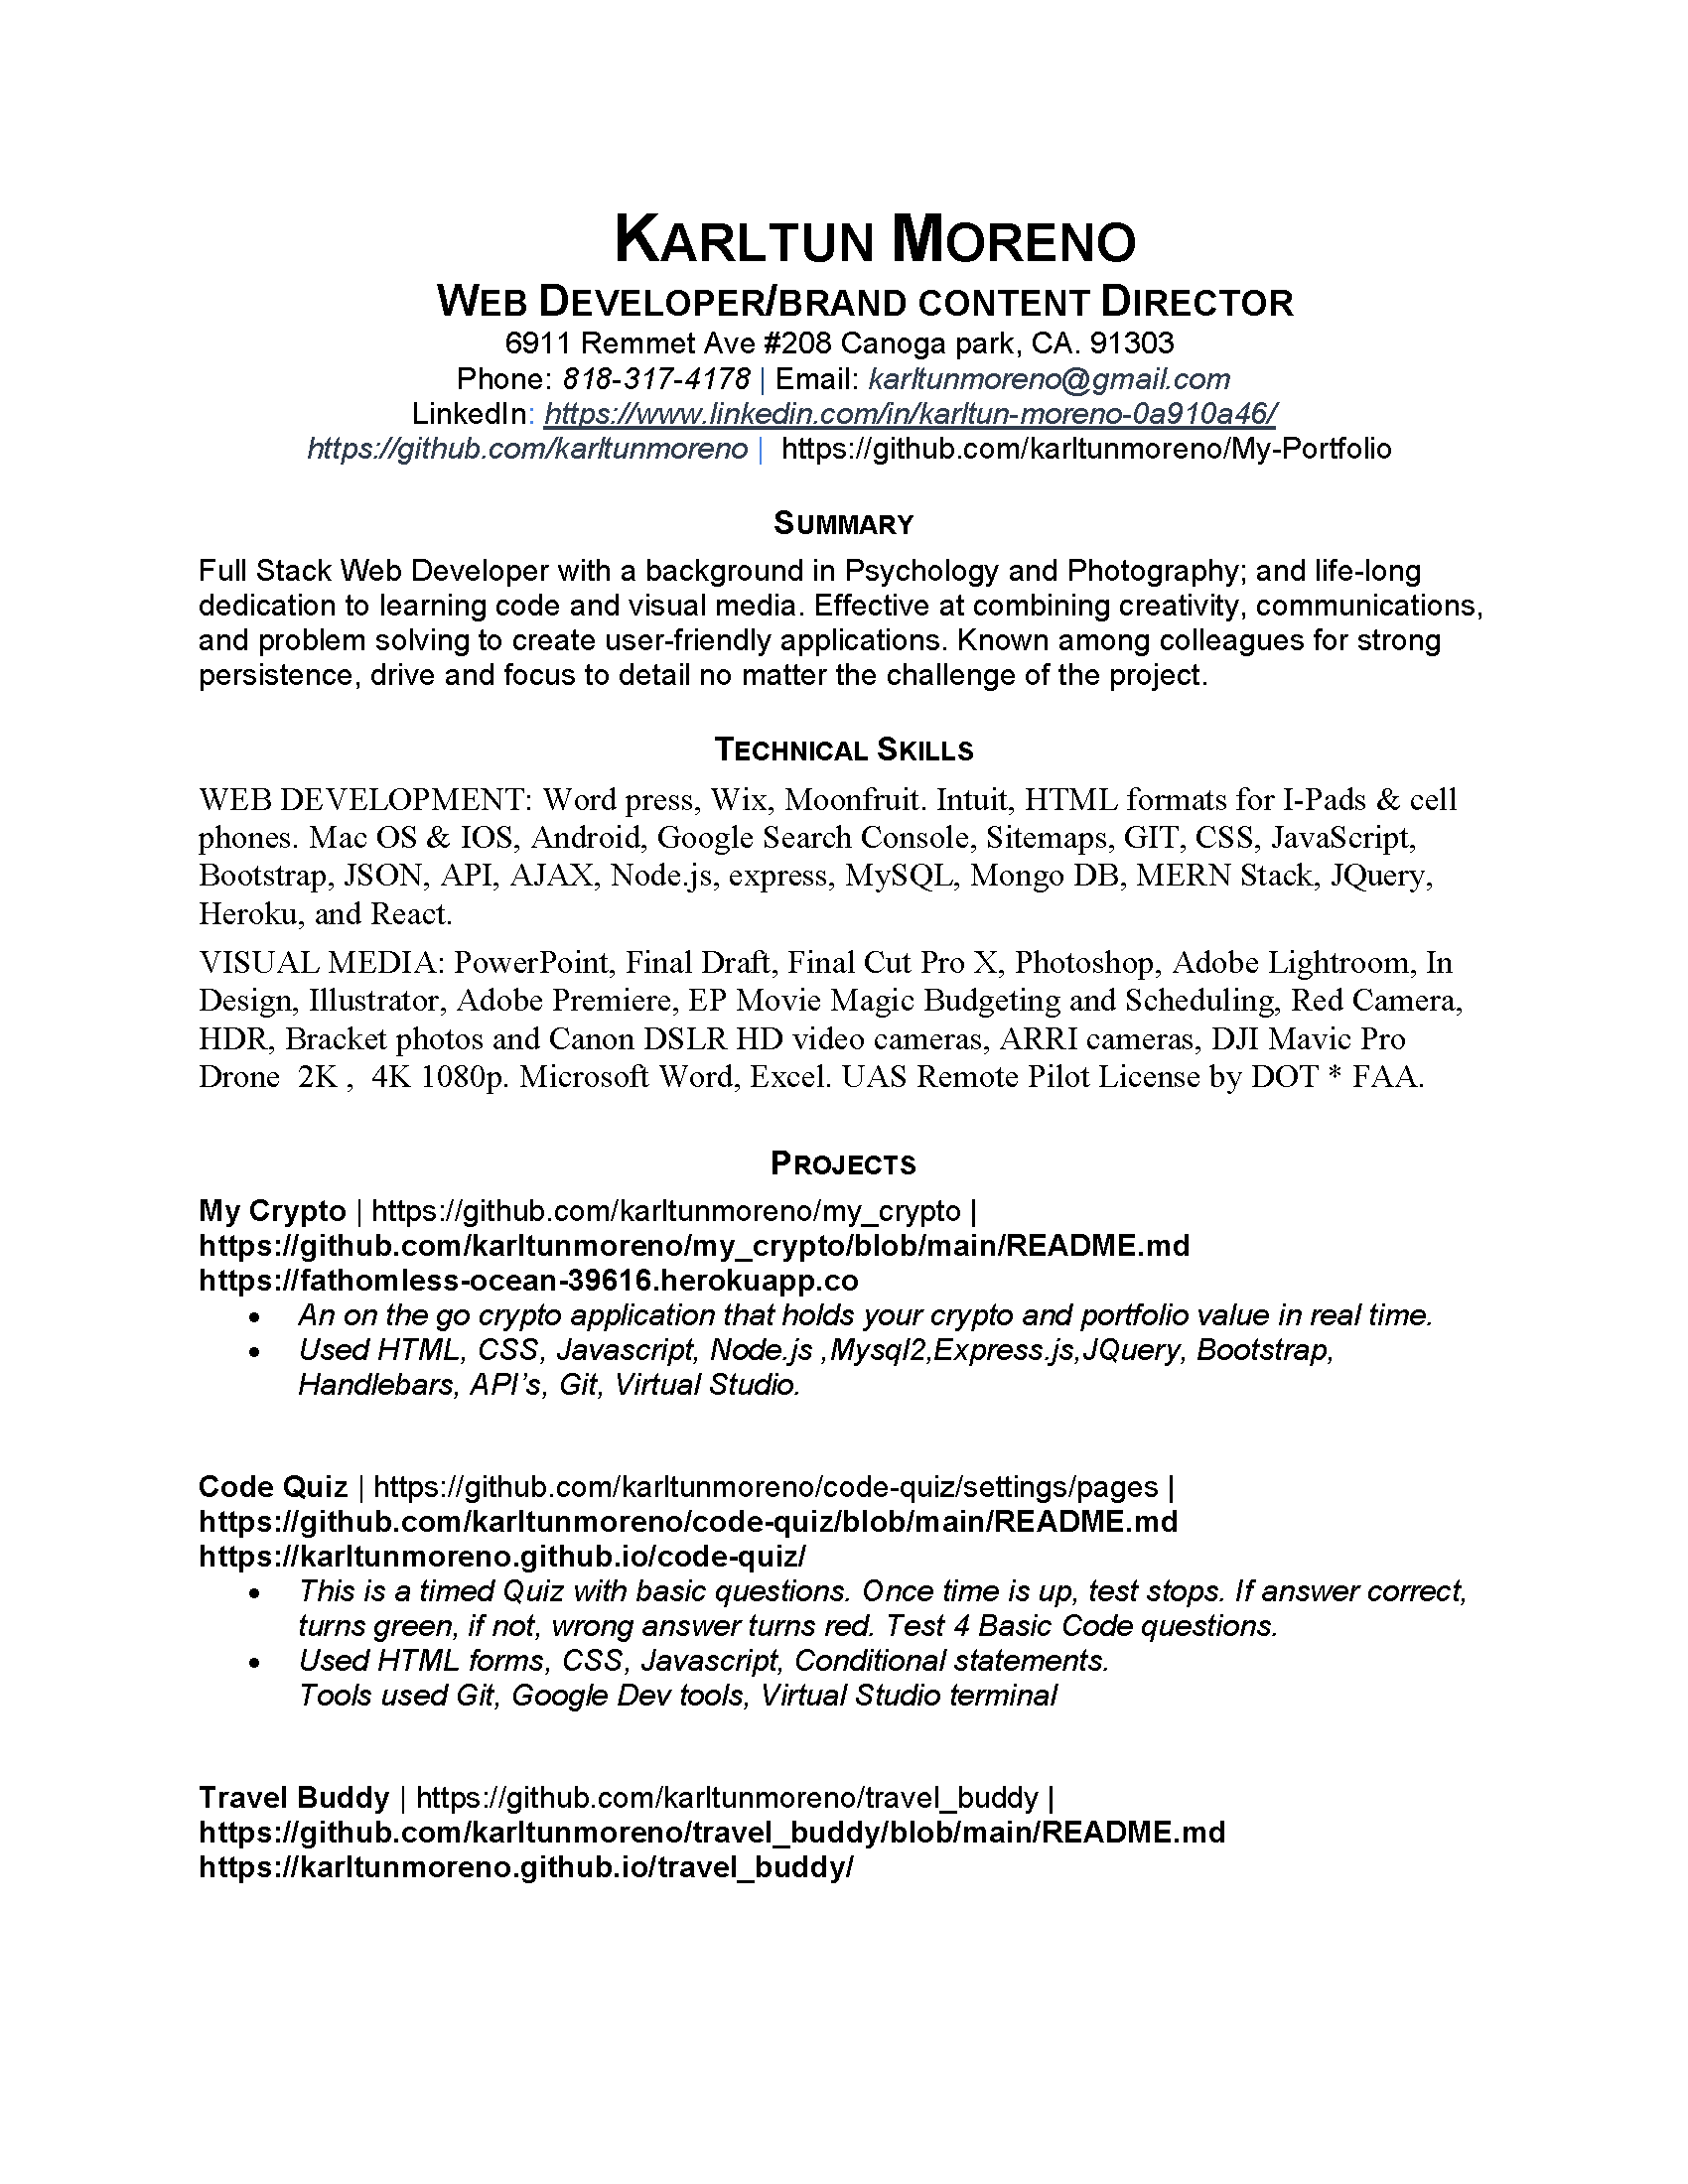 KARLTUN MORENO
WEB DEVELOPER/BRAND CONTENT DIRECTOR
6911 Remmet Ave #208 Canoga park, CA. 91303
Phone: 818-317-4178 | Email: karltunmoreno@gmail.com
LinkedIn: https://www.linkedin.com/in/karltun-moreno-0a910a46/
https://github.com/karltunmoreno | https://github.com/karltunmoreno/My-Portfolio
SUMMARY
Full Stack Web Developer with a background in Psychology and Photography; and life-long
dedication to learning code and visual media. Effective at combining creativity, communications,
and problem solving to create user-friendly applications. Known among colleagues for strong
persistence, drive and focus to detail no matter the challenge of the project.
TECHNICAL SKILLS
WEB DEVELOPMENT: Word press, Wix, Moonfruit. Intuit, HTML formats for I-Pads & cell
phones. Mac OS & IOS, Android, Google Search Console, Sitemaps, GIT, CSS, JavaScript,
Bootstrap, JSON, API, AJAX, Node.js, express, MySQL, Mongo DB, MERN Stack, JQuery,
Heroku, and React.
VISUAL MEDIA: PowerPoint, Final Draft, Final Cut Pro X, Photoshop, Adobe Lightroom, In
Design, Illustrator, Adobe Premiere, EP Movie Magic Budgeting and Scheduling, Red Camera,
HDR, Bracket photos and Canon DSLR HD video cameras, ARRI cameras, DJI Mavic Pro
Drone  2K ,  4K 1080p. Microsoft Word, Excel. UAS Remote Pilot License by DOT * FAA.
PROJECTS
My Crypto | https://github.com/karltunmoreno/my_crypto |
https://github.com/karltunmoreno/my_crypto/blob/main/README.md
https://fathomless-ocean-39616.herokuapp.co
• An on the go crypto application that holds your crypto and portfolio value in real time.
• Used HTML, CSS, Javascript, Node.js ,Mysql2,Express.js,JQuery, Bootstrap,
Handlebars, API’s, Git, Virtual Studio.
Code Quiz | https://github.com/karltunmoreno/code-quiz/settings/pages |
https://github.com/karltunmoreno/code-quiz/blob/main/README.md
https://karltunmoreno.github.io/code-quiz/
• This is a timed Quiz with basic questions. Once time is up, test stops. If answer correct,
turns green, if not, wrong answer turns red. Test 4 Basic Code questions.
• Used HTML forms, CSS, Javascript, Conditional statements.
Tools used Git, Google Dev tools, Virtual Studio terminal
Travel Buddy | https://github.com/karltunmoreno/travel_buddy |
https://github.com/karltunmoreno/travel_buddy/blob/main/README.md
https://karltunmoreno.github.io/travel_buddy/